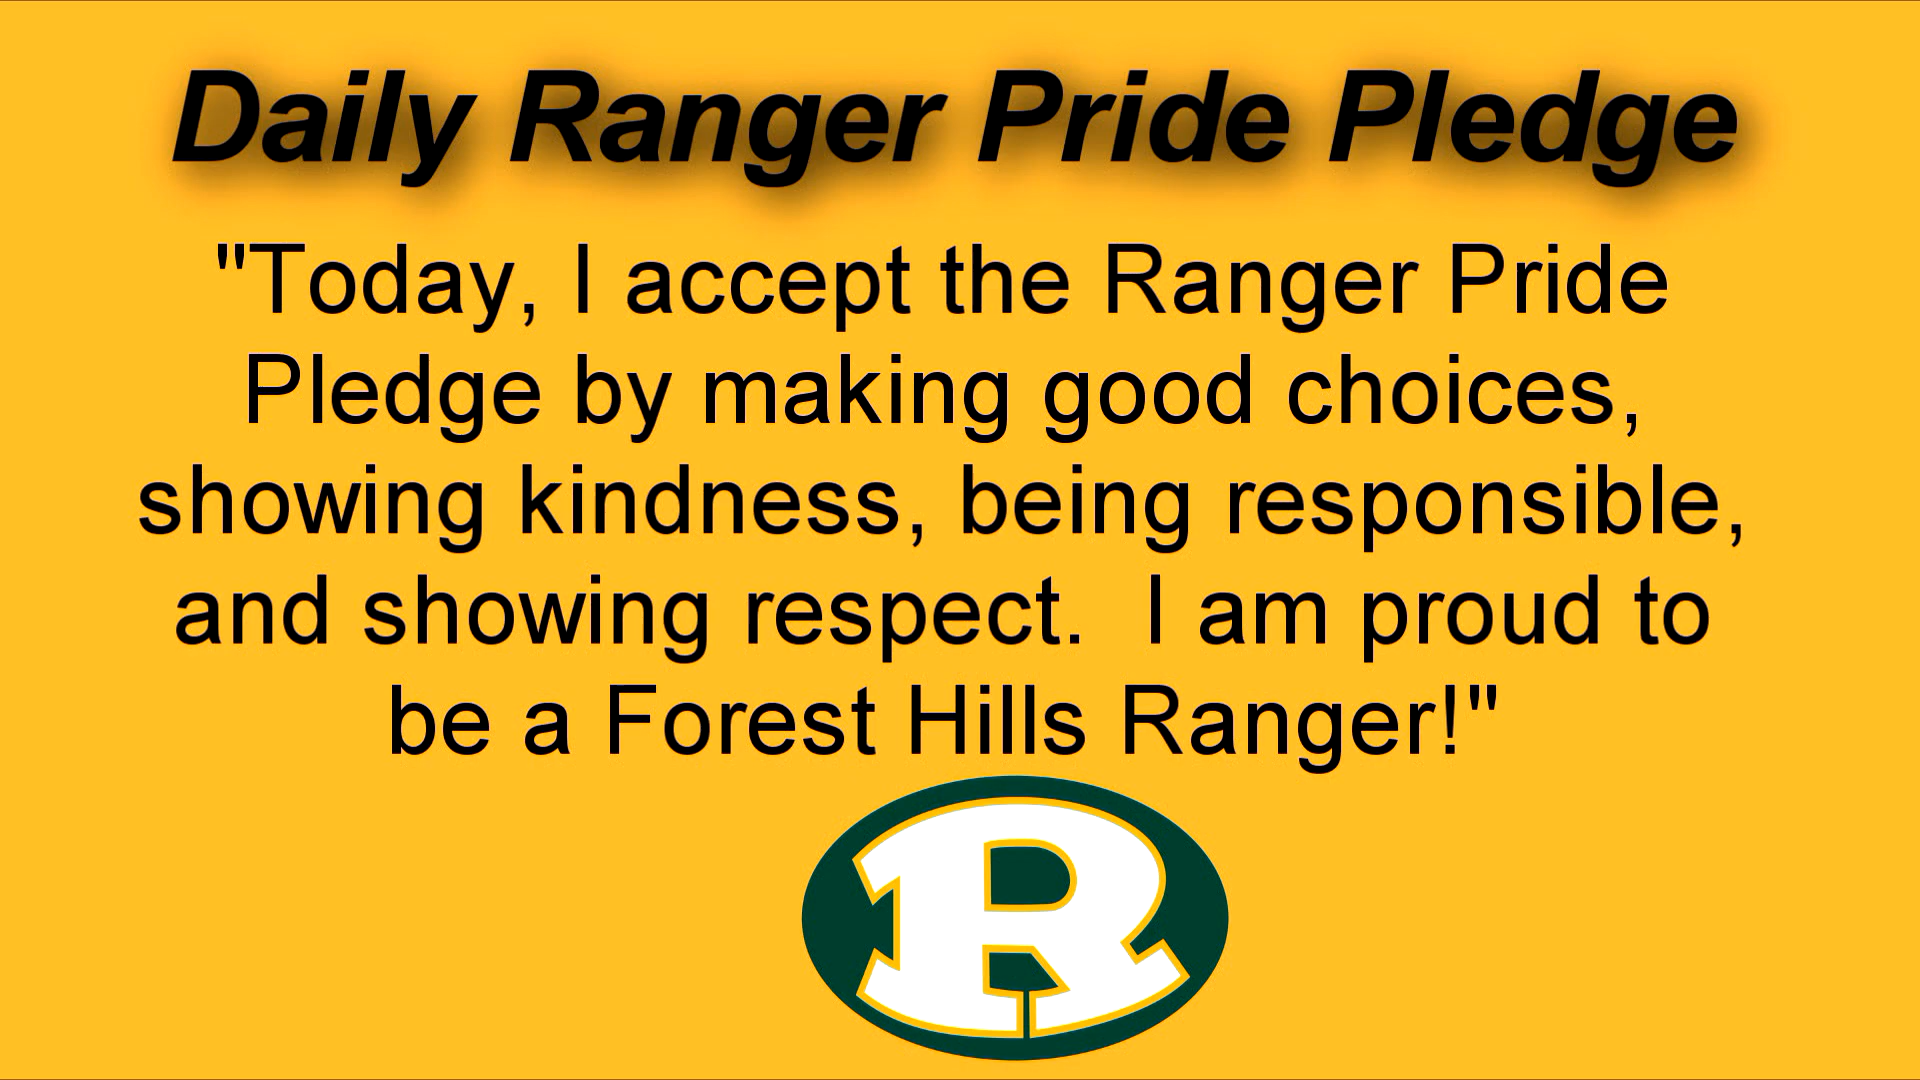 Daily Ranger Pride Pledge
"Today, I accept the Ranger Pride
Pledge by making good choices,
showing kindness, being responsible,
and showing respect.  I am proud to
be a Forest Hills Ranger!"
R